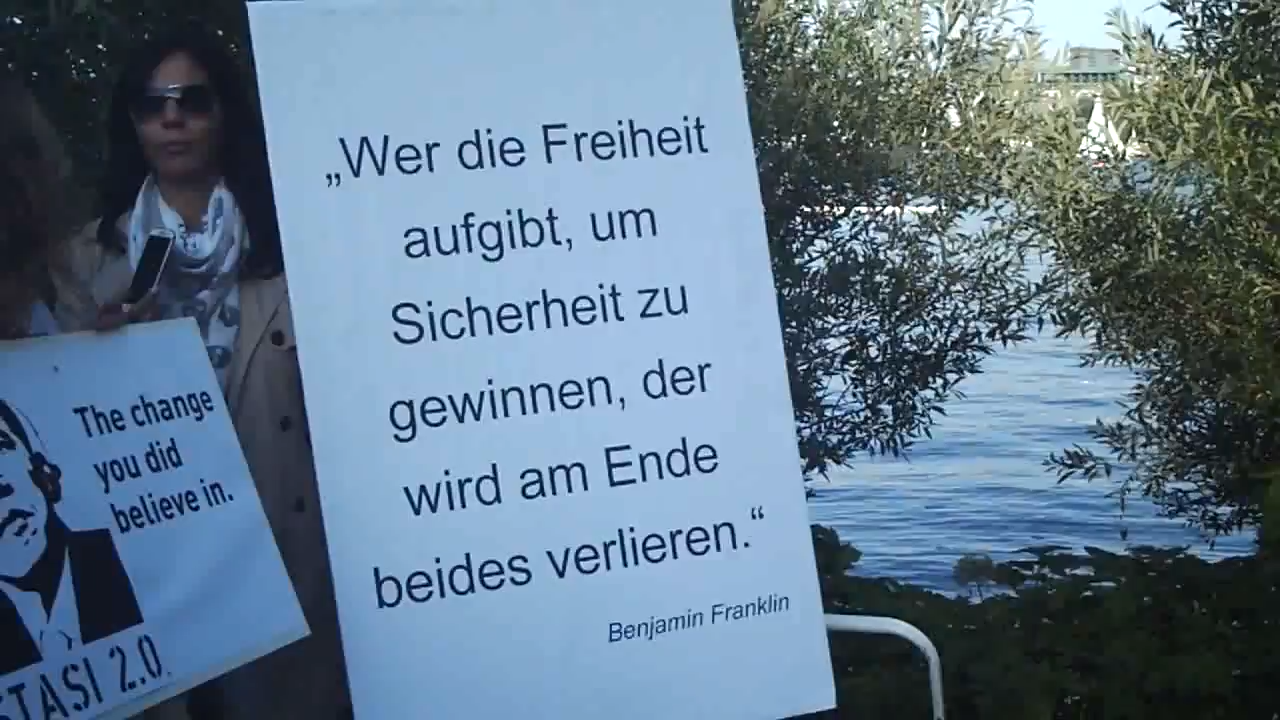 „Wer die Freiheit
aufgibt, um
Sicherheit zu
gewinnen, der
wird am Ende
beides verlieren.“
Benjamin Franklin
The change
you did
believe in.
STASI 2.0.